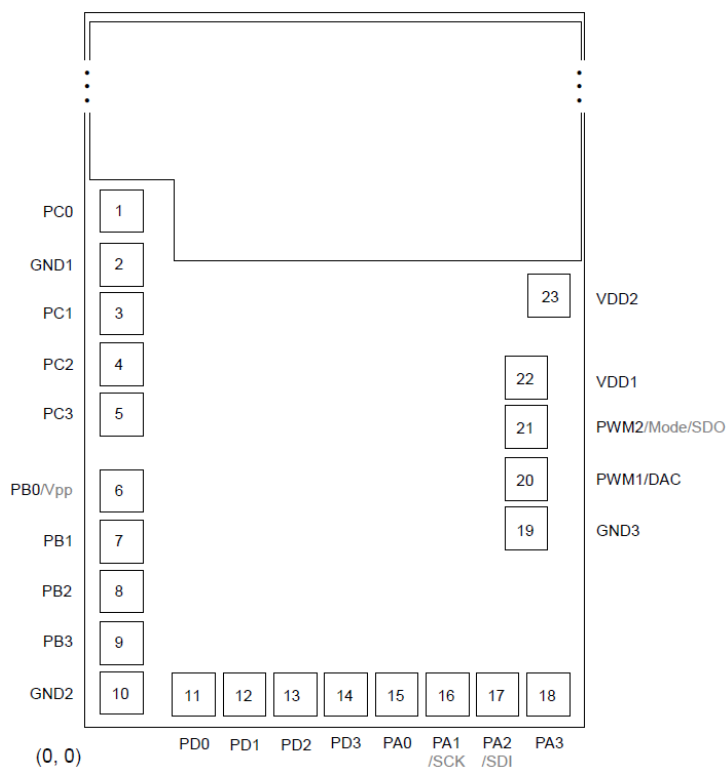 PC0 1
GND1 2
23 VDD2
PC1 3
PC2 4
22 VDD1
PC3 5
21 PWM2/Mode/SDO
PB0/Vpp 6
20 PWM1/DAC
19 GND3
PB1 7
PB2 8
PB3 9
GND2 10 11 12 13 14 15 16 17 18
PD0 PD1 PD2 PD3 PA0 PA1 PA2 PA3
(0, 0) /SCK /SDI